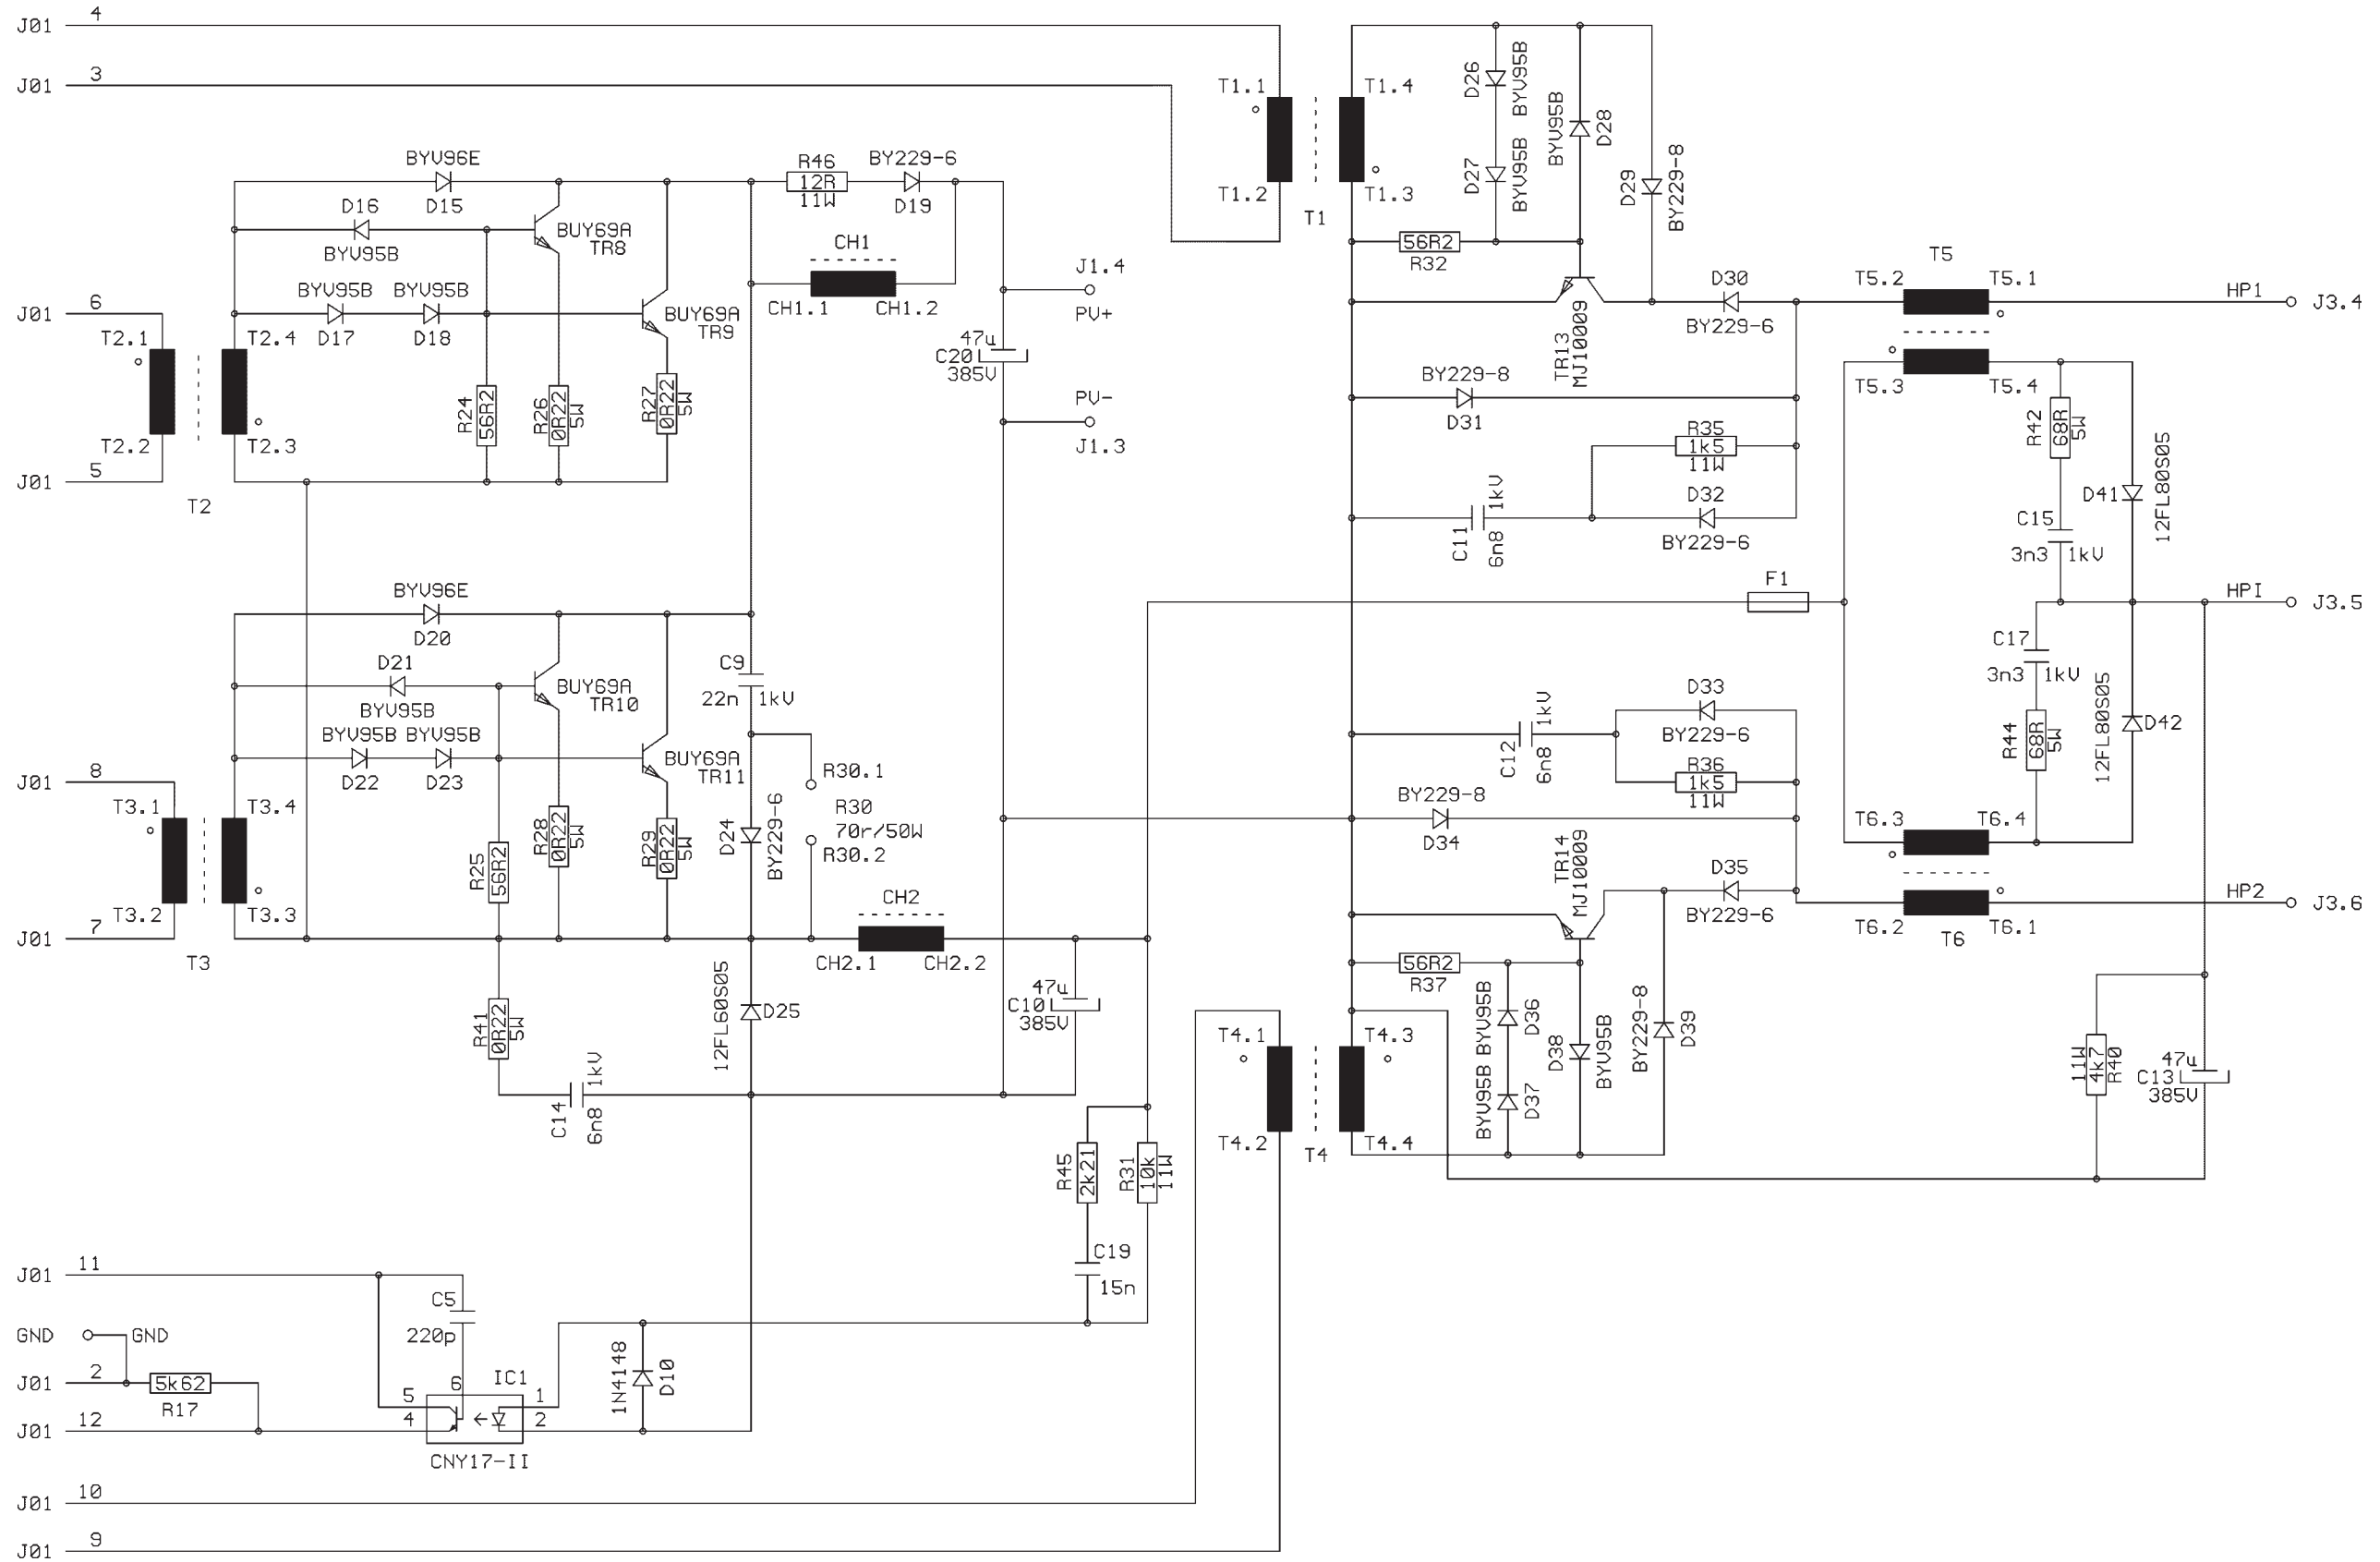 J01 4
J01 3
T1.1
T1.2
T1
T1.4
T1.3
D26
BYV95B
D27
BYV95B
BYV95B
D28
D29
BY229-8
BYV96E
D15
D16
BYV95B
BYV95B
D17
BYV95B
D18
BUY69A
TR8
BUY69A
TR9
R46
12R
11W
BY229-6
D19
CH1
CH1.1
CH1.2
J1.4
PV+
PV-
J1.3
47u
C20
385V
J01 6
T2.1
T2.2
J01 5
T2.4
T2.3
T2
R24
56R2
R26
0R22
5W
R27
0R22
5W
56R2
R32
TR13
MJ10009
D30
BY229-6
T5
T5.2
T5.1
T5.3
T5.4
HP1
J3.4
BY229-8
D31
R35
1k5
11W
D32
BY229-6
C11
6n8
1kV
R42
68R
5W
C15
3n3
1kV
D41
12FL80S05
F1
HPI
J3.5
C17
3n3
1kV
R44
68R
5W
12FL80S05
D42
BYV96E
D20
D21
BYV95B
BYV95B
D22
BYV95B
D23
BUY69A
TR10
BUY69A
TR11
C9
22n
1kV
R30.1
R30
70r/50W
R30.2
D24
BY229-6
J01 8
T3.1
T3.2
J01 7
T3.4
T3.3
T3
R25
56R2
R28
0R22
5W
R29
0R22
5W
CH2
CH2.1
CH2.2
C12
6n8
1kV
D33
BY229-6
R36
1k5
11W
BY229-8
D34
TR14
MJ10009
D35
BY229-6
T6.3
T6.4
T6.2
T6.1
T6
HP2
J3.6
R41
0R22
5W
C14
6n8
1kV
12FL60S05
D25
47u
C10
385V
56R2
R37
BYV95B
D36
BYV95B
D37
D38
BYV95B
BY229-8
D39
T4.1
T4.2
T4
T4.3
T4.4
11W
4k7
R40
47u
C13
385V
R45
2k21
R31
10k
11W
C19
15n
J01 11
C5
220p
GND
GND
J01 2
5k62
R17
J01 12
6
5
4
IC1
1
2
CNY17-II
1N4148
D10
J01 10
J01 9